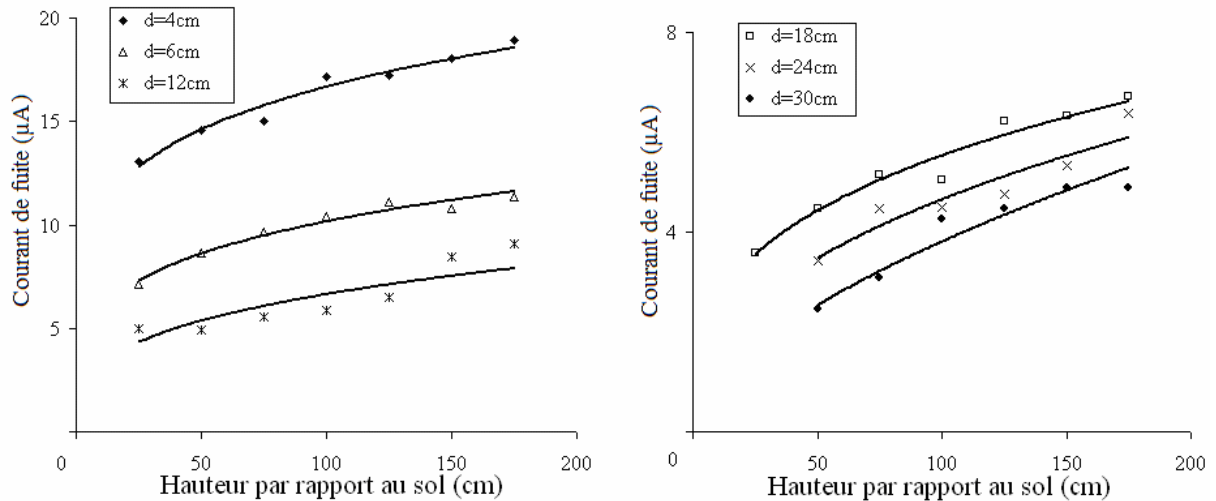 20
15
10
5
0
50
100
150
200
Courant de fuite (µA)
Hauteur par rapport au sol (cm)
d=4cm
d=6cm
d=12cm
8
4
0
50
100
150
200
Courant de fuite (µA)
Hauteur par rapport au sol (cm)
d=18cm
d=24cm
d=30cm